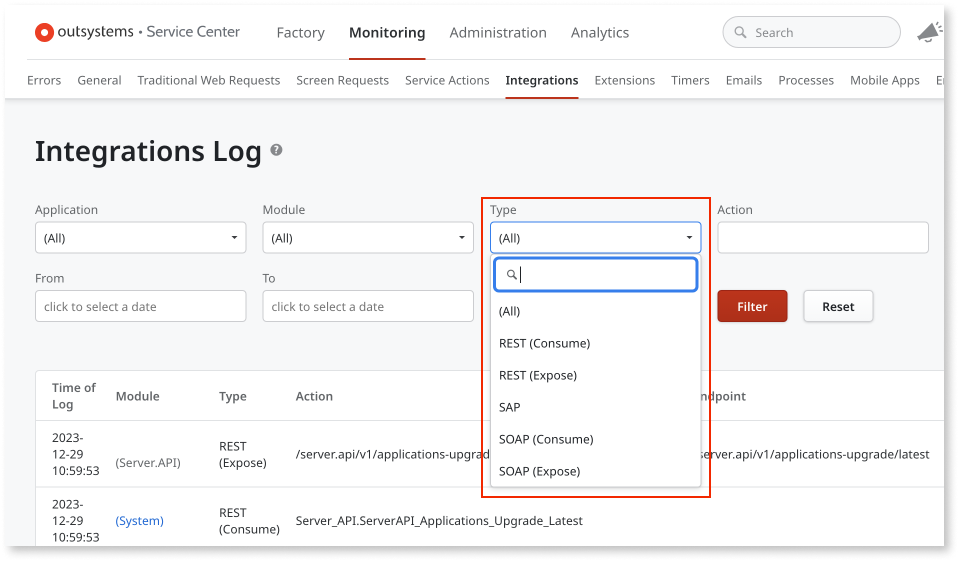 outsystems • Service Center Factory Monitoring Administration Analytics Search
Errors General Traditional Web Requests Screen Requests Service Actions Integrations Extensions Timers Emails Processes Mobile Apps
Integrations Log ?
Application Module Type Action
(All) (All) (All)
From To
click to select a date click to select a date Filter Reset
(All)
REST (Consume)
REST (Expose)
SAP
SOAP (Consume)
SOAP (Expose)
Time of Log Module Type Action ndpoint
2023-
12-29
10:59:53
(Server.API)
REST
(Expose)
/server.api/v1/applications-upgrad
server.api/v1/applications-upgrade/latest
2023-
12-29
10:59:53
(System)
REST
(Consume)
Server_API.ServerAPI_Applications_Upgrade_Latest